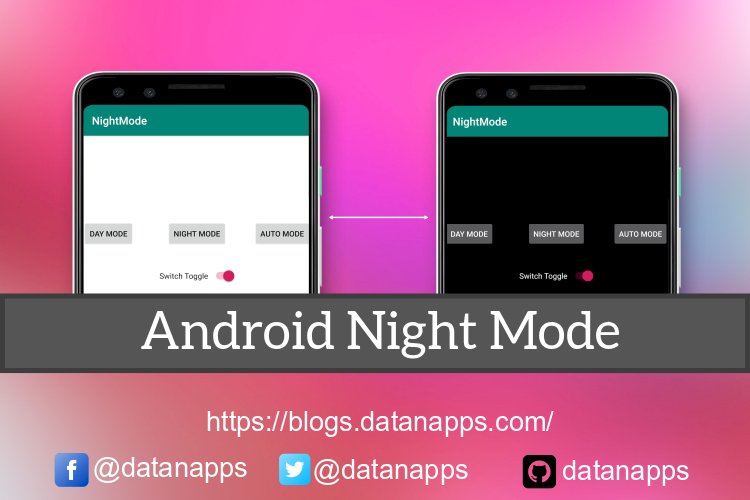 NightMode
DAY MODE NIGHT MODE AUTO MODE
Switch Toggle
NightMode
DAY MODE NIGHT MODE AUTO MODE
Switch Toggle
Android Night Mode
https://blogs.datanapps.com/
@datanapps @datanapps datanapps